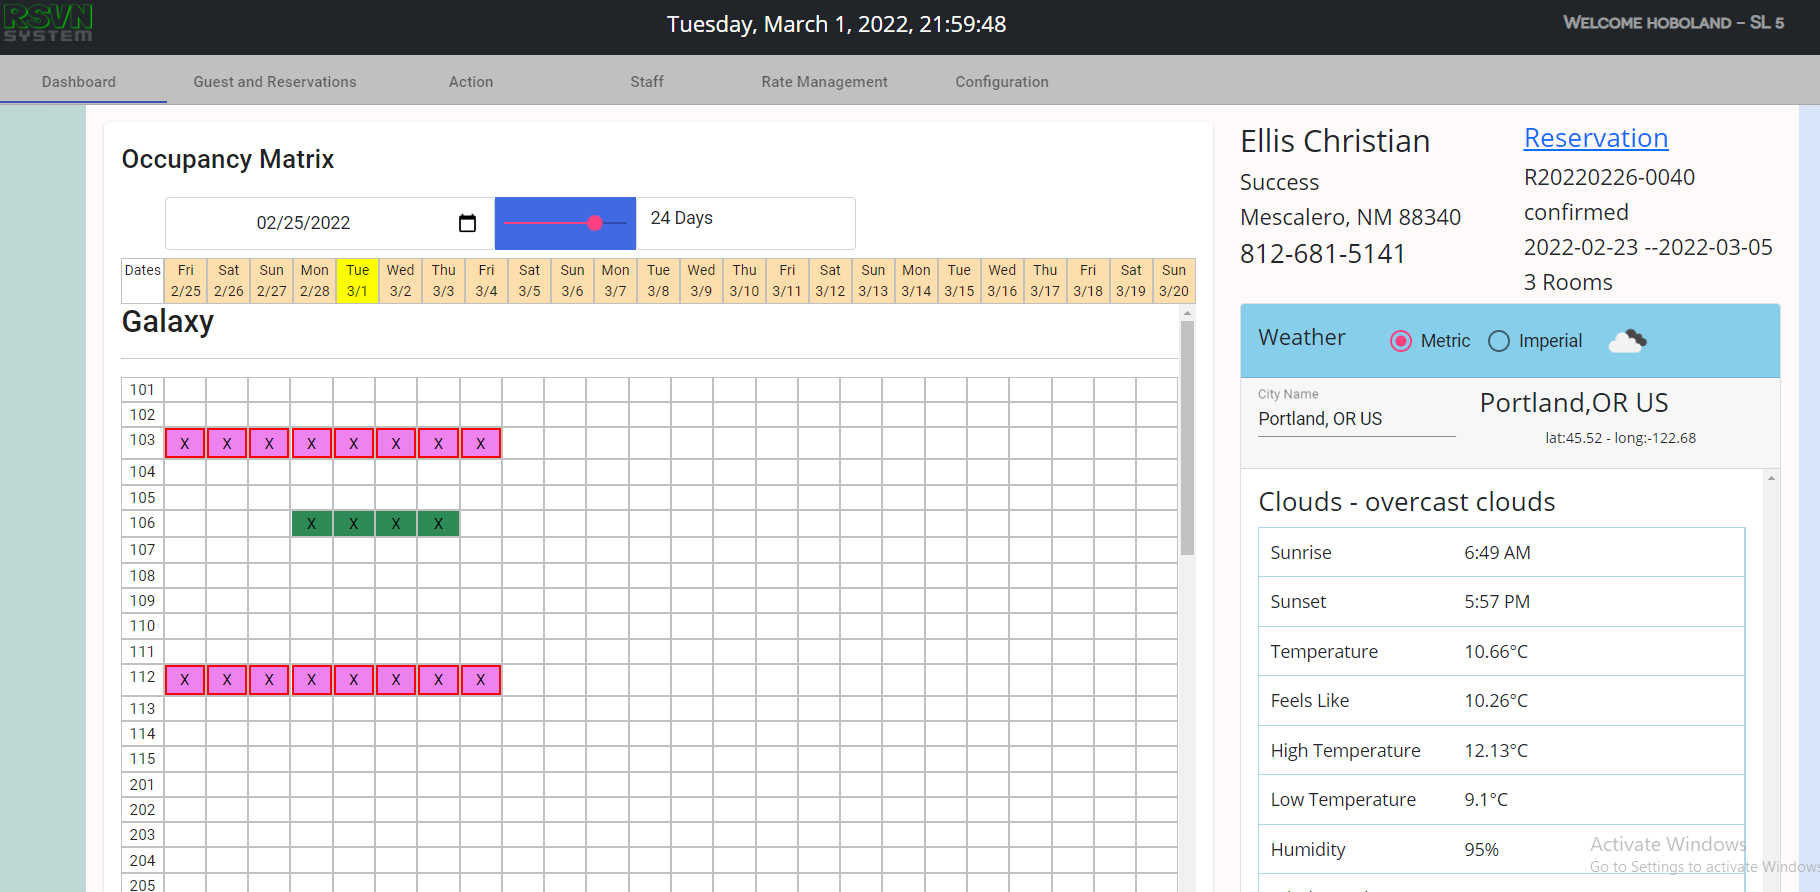 RSVN
SYSTEM
Tuesday, March 1, 2022, 21:59:48
WELCOME HOBOLAND – SL 5
Dashboard Guest and Reservations Action Staff Rate Management Configuration
Occupancy Matrix
02/25/2022 24 Days
Dates Fri Sat Sun Mon Tue Wed Thu Fri Sat Sun Mon Tue Wed Thu Fri Sat Sun Mon Tue Wed Thu Fri Sat Sun
2/25 2/26 2/27 2/28 3/1 3/2 3/3 3/4 3/5 3/6 3/7 3/8 3/9 3/10 3/11 3/12 3/13 3/14 3/15 3/16 3/17 3/18 3/19 3/20
Galaxy
101
102
103 X X X X X X X X
104
105
106 X X X X
107
108
109
110
111
112 X X X X X X X X
113
114
115
201
202
203
204
205
Ellis Christian
Success
Mescalero, NM 88340
812-681-5141
Reservation
R20220226-0040
confirmed
2022-02-23 --2022-03-05
3 Rooms
Weather Metric Imperial
City Name
Portland, OR US
Portland,OR US
lat:45.52 - long:-122.68
Clouds - overcast clouds
Sunrise 6:49 AM
Sunset 5:57 PM
Temperature 10.66°C
Feels Like 10.26°C
High Temperature 12.13°C
Low Temperature 9.1°C
Humidity 95%
Activate Windows
Go to Settings to activate Windows